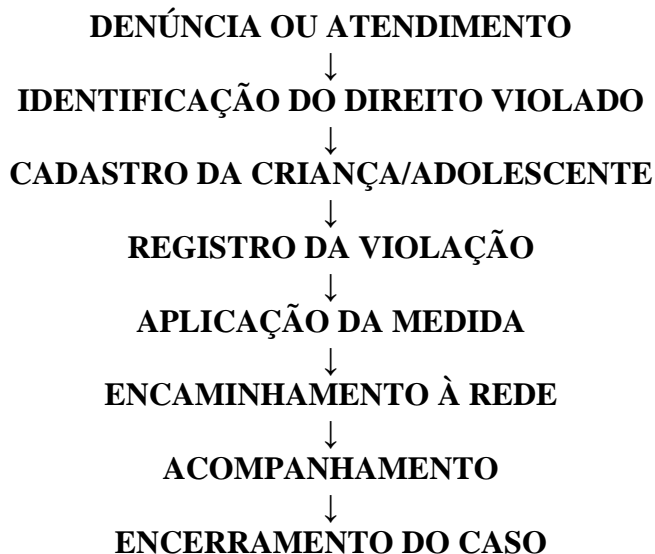 DENÚNCIA OU ATENDIMENTO
↓
IDENTIFICAÇÃO DO DIREITO VIOLADO
↓
CADASTRO DA CRIANÇA/ADOLESCENTE
↓
REGISTRO DA VIOLAÇÃO
↓
APLICAÇÃO DA MEDIDA
↓
ENCAMINHAMENTO À REDE
↓
ACOMPANHAMENTO
↓
ENCERRAMENTO DO CASO